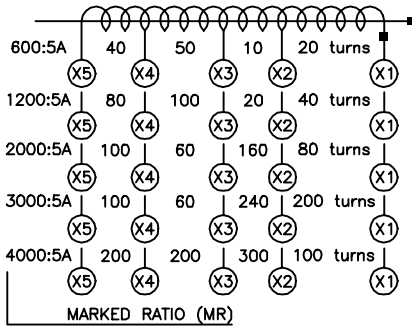 600:5A 40 50 10 20 turns
X5 X4 X3 X2 X1
1200:5A 80 100 20 40 turns
X5 X4 X3 X2 X1
2000:5A 100 60 160 80 turns
X5 X4 X3 X2 X1
3000:5A 100 60 240 200 turns
X5 X4 X3 X2 X1
4000:5A 200 200 300 100 turns
X5 X4 X3 X2 X1
MARKED RATIO (MR)